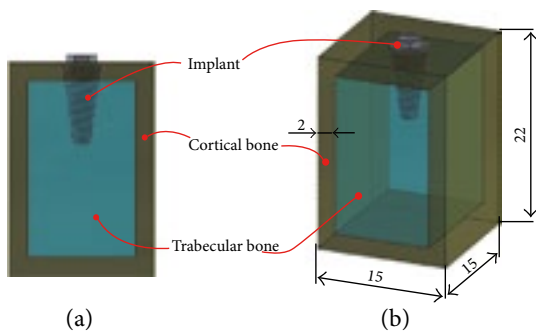 Implant
2
Cortical bone
22
Trabecular bone
15
15
(a)
(b)